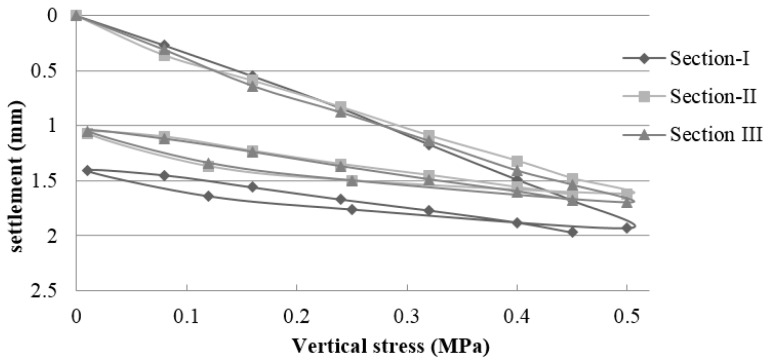 0
0.5
1
1.5
2
2.5
settlement (mm)
0
0.1
0.2
0.3
0.4
0.5
Vertical stress (MPa)
Section-I
Section-II
Section III